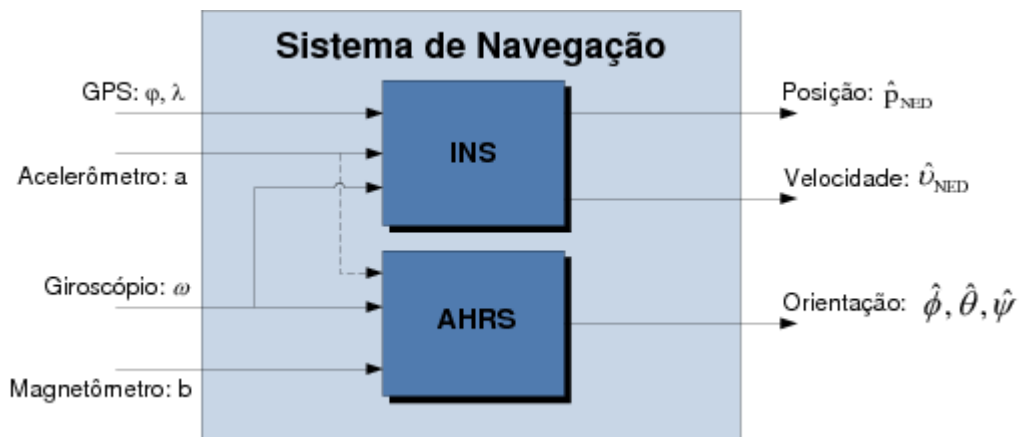 Sistema de Navegação
GPS: φ, λ
Acelerômetro: a
Giroscópio: ω
Magnetômetro: b
INS
AHRS
Posição: p̂NED
Velocidade: υ̂NED
Orientação: ϕ̂, θ̂, ψ̂